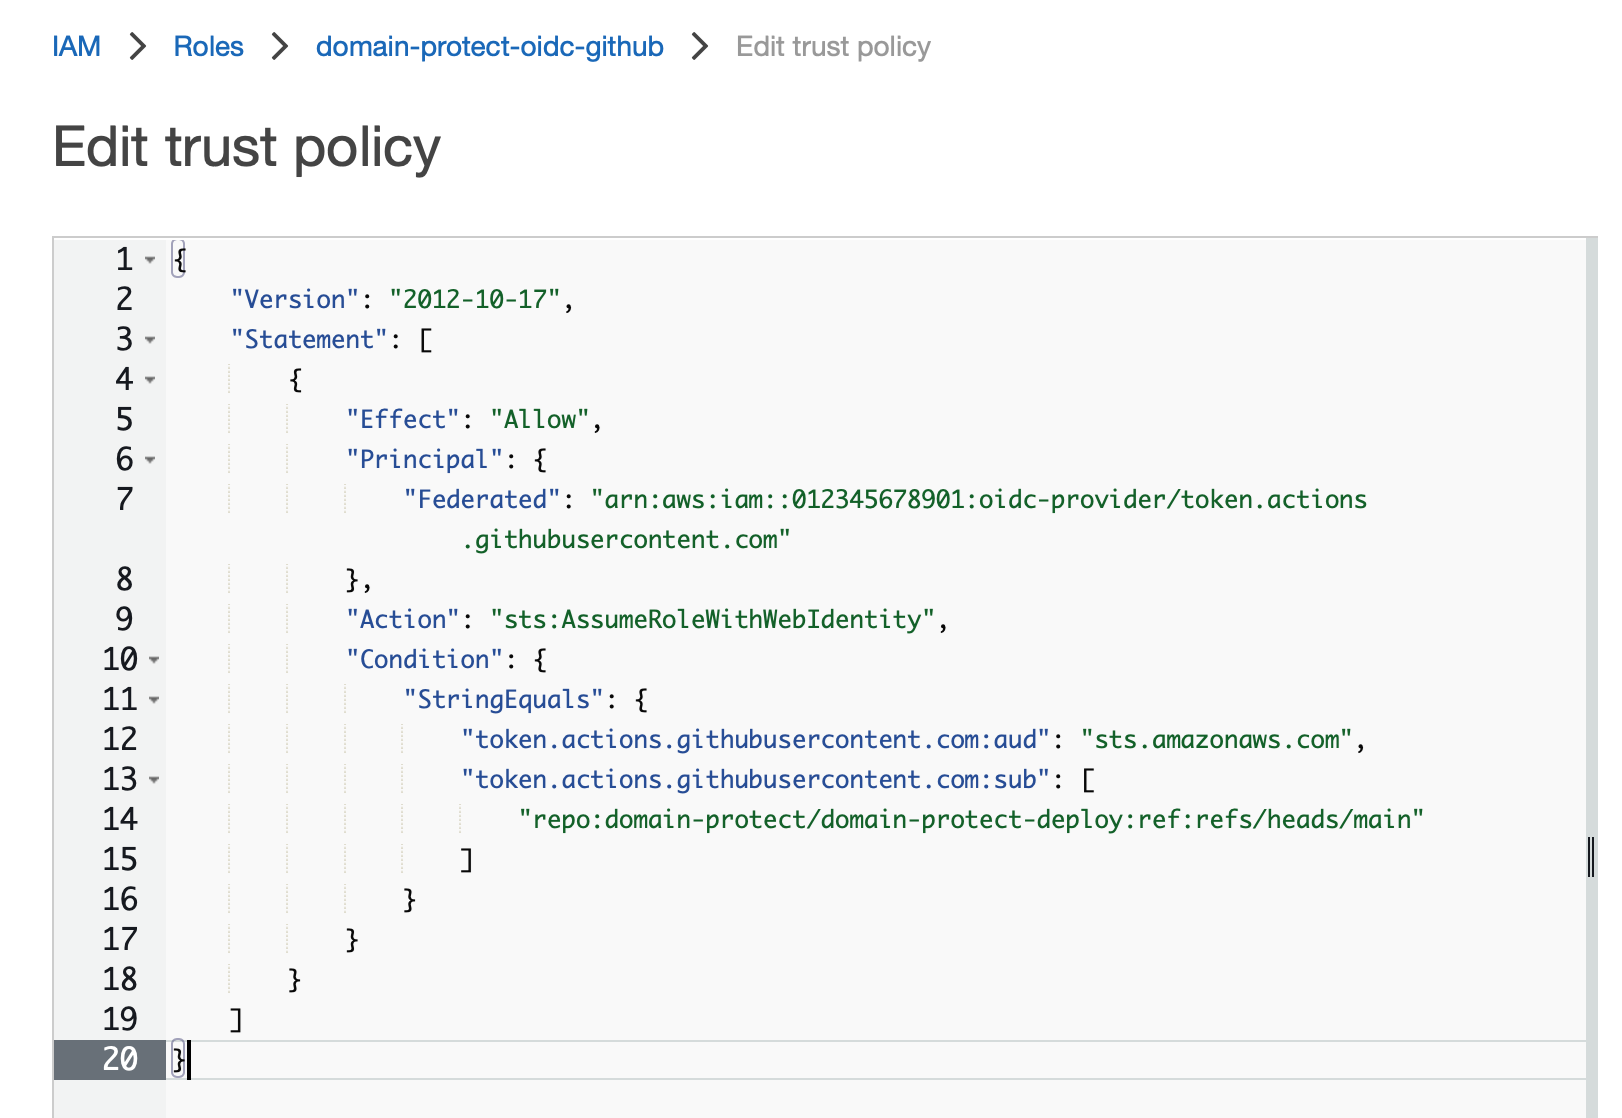 IAM > Roles > domain-protect-oidc-github > Edit trust policy
Edit trust policy
1 {
2     "Version": "2012-10-17",
3     "Statement": [
4         {
5             "Effect": "Allow",
6             "Principal": {
7                 "Federated": "arn:aws:iam::012345678901:oidc-provider/token.actions
                    .githubusercontent.com"
8             },
9             "Action": "sts:AssumeRoleWithWebIdentity",
10             "Condition": {
11                 "StringEquals": {
12                     "token.actions.githubusercontent.com:aud": "sts.amazonaws.com",
13                     "token.actions.githubusercontent.com:sub": [
14                         "repo:domain-protect/domain-protect-deploy:ref:refs/heads/main"
15                     ]
16                 }
17             }
18         }
19     ]
20 }